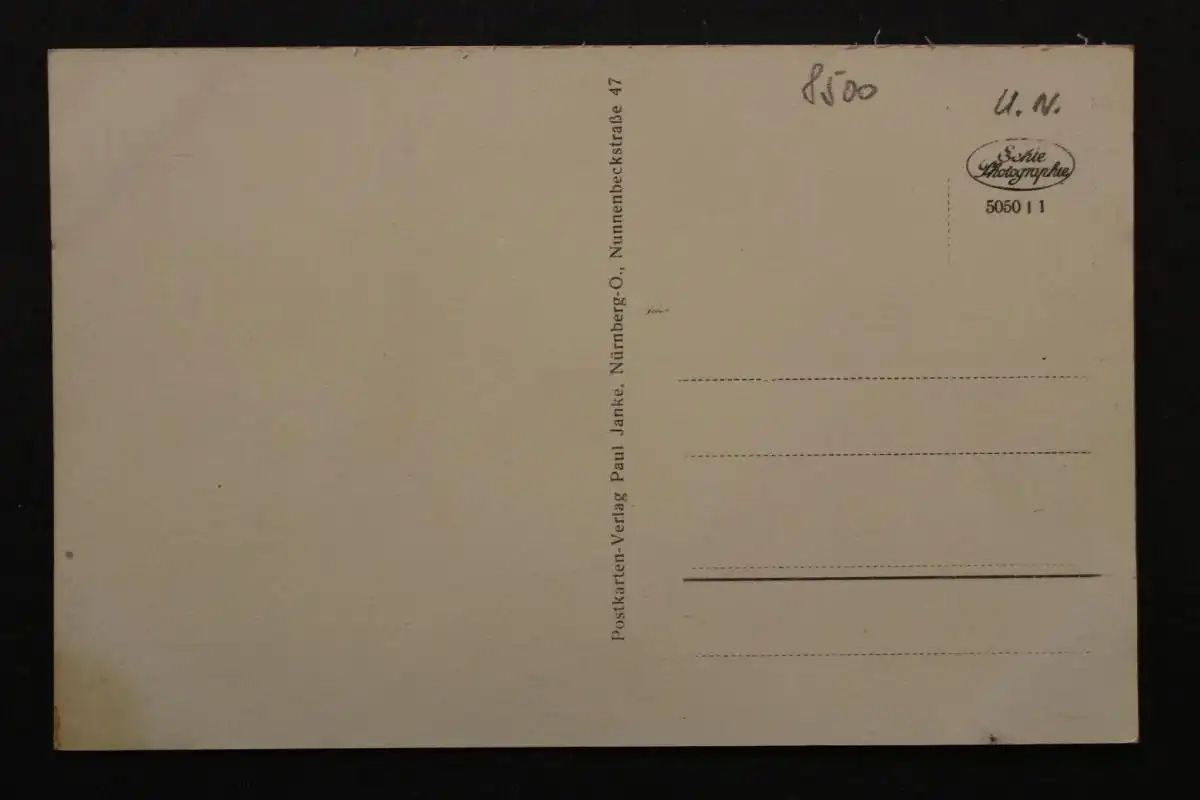 Postkarten-Verlag Paul Janke, Nürnberg-O., Nunnenbeckstraße 47
8500
U. N.
Echte
Photographie
5050 | 1